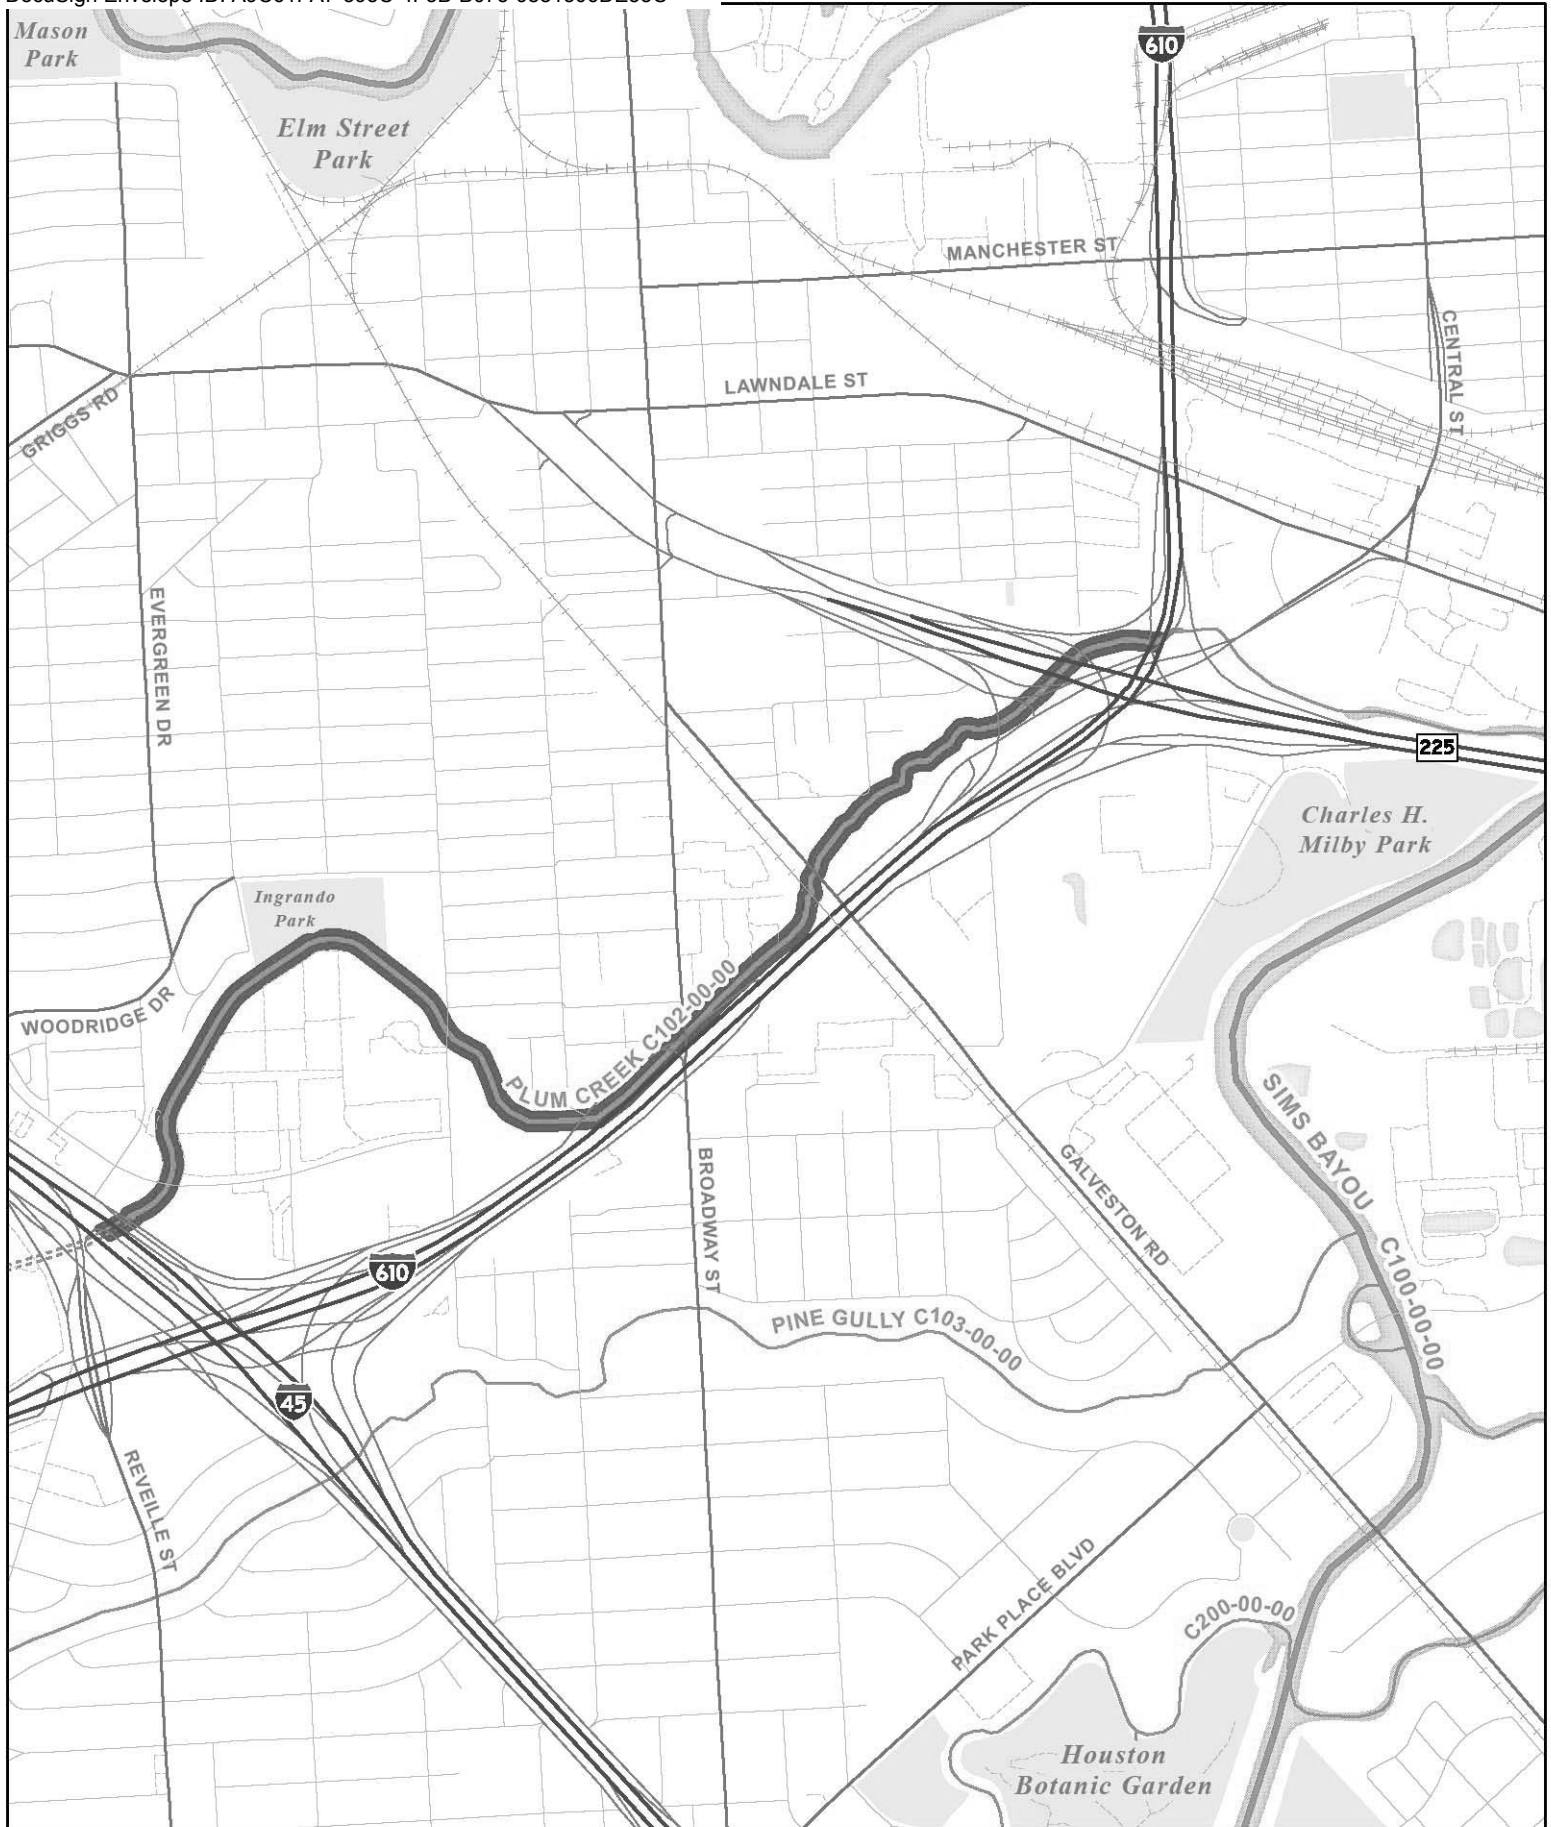 Mason
Park
610
Elm Street
Park
MANCHESTER ST
CENTRAL ST
LAWNDALE ST
GRIGGS RD
EVERGREEN DR
225
Charles H.
Milby Park
Ingrando
Park
WOODRIDGE DR
PLUM CREEK C102-00-00
SIMS BAYOU C100-00-00
GALVESTON RD
BROADWAY ST
610
PINE GULLY C103-00-00
45
REVEILLE ST
PARK PLACE BLVD
C200-00-00
Houston
Botanic Garden